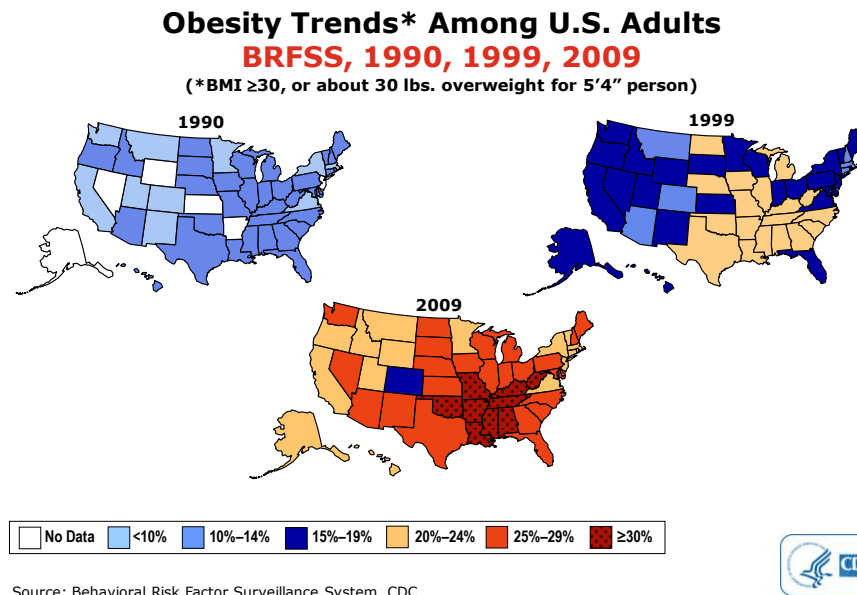 Obesity Trends* Among U.S. Adults
BRFSS, 1990, 1999, 2009
(*BMI ≥30, or about 30 lbs. overweight for 5’4” person)
1990
1999
2009
No Data <10% 10%–14% 15%–19% 20%–24% 25%–29% ≥30%
Source: Behavioral Risk Factor Surveillance System, CDC